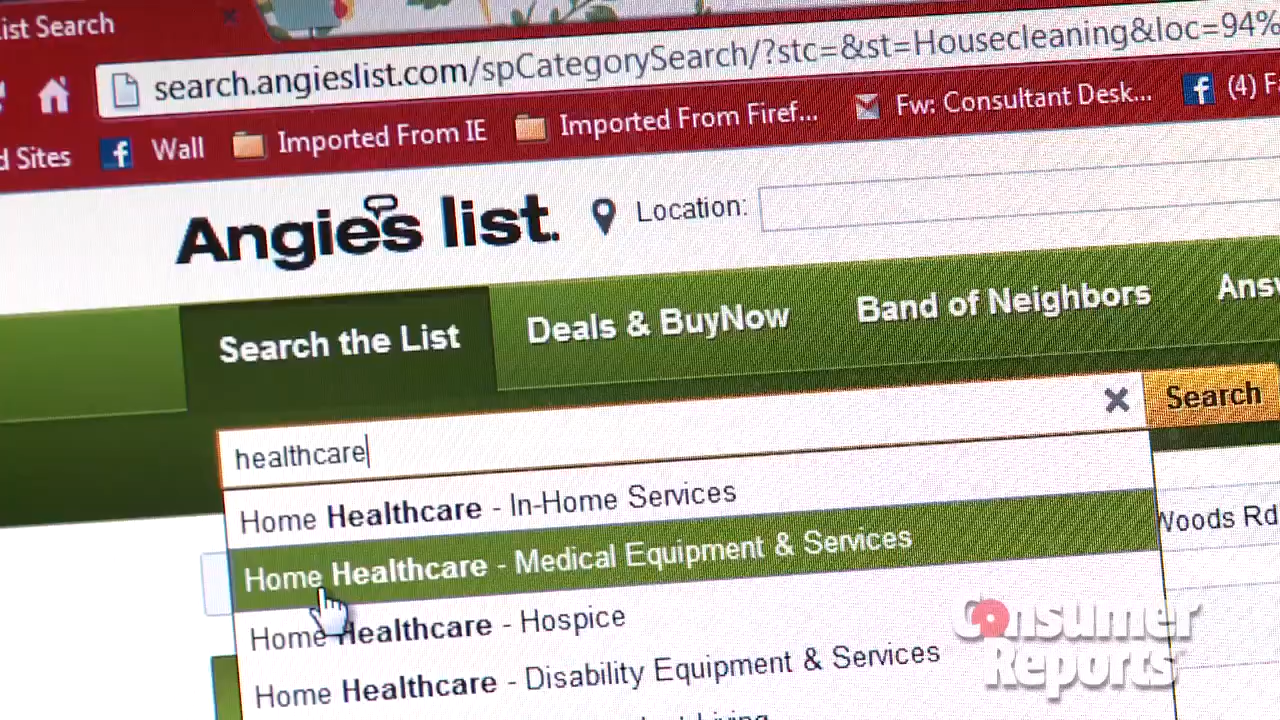 ist Search
search.angieslist.com/spCategorySearch/?stc=&st=Housecleaning&loc=94%
d Sites Wall Imported From IE Imported From Firef... Fw: Consultant Desk... (4) Fa
Angie's list. Location:
Search the List Deals & BuyNow Band of Neighbors Answ
healthcare Search
Home Healthcare - In-Home Services
Home Healthcare - Medical Equipment & Services
Woods Rd
Home Healthcare - Hospice
Home Healthcare - Disability Equipment & Services
Consumer
Reports